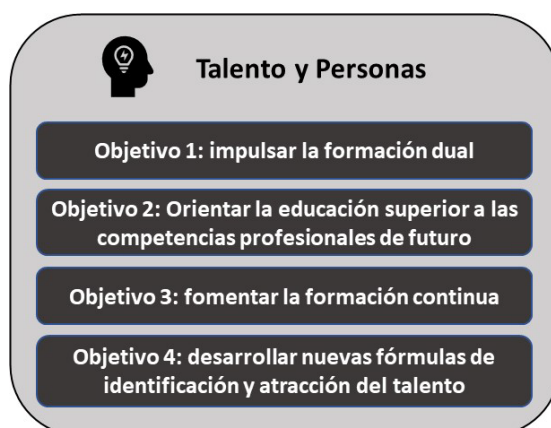 Talento y Personas
Objetivo 1: impulsar la formación dual
Objetivo 2: Orientar la educación superior a las
competencias profesionales de futuro
Objetivo 3: fomentar la formación continua
Objetivo 4: desarrollar nuevas fórmulas de
identificación y atracción del talento